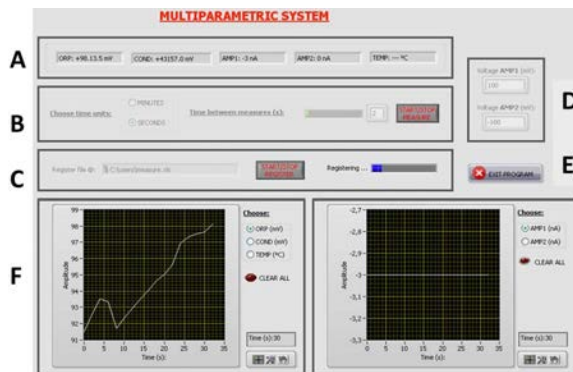 MULTIPARAMETRIC SYSTEM
A
ORP: +98.13.5 mV COND: +43157.0 mV AMP1: -3 nA AMP2: 0 nA TEMP: --- ºC
Voltage AMP1 (mV):
100
Voltage AMP2 (mV):
-100
D
B
Choose time units:
MINUTES
SECONDS
Time between measures (s):
2
START/STOP
MEASURE
C
Register file @:
START/STOP
REGISTER
Registering ...
EXIT PROGRAM
E
F
Amplitude
99
98
97
96
95
94
93
92
91
0 5 10 15 20 25 30 35
Time (s):
Choose:
ORP (mV)
COND (mV)
TEMP (ºC)
CLEAR ALL
Time (s):30
Amplitude
-2,7
-2,8
-2,9
-3
-3,1
-3,2
-3,3
0 5 10 15 20 25 30 35
Time (s):
Choose:
AMP1 (nA)
AMP2 (nA)
CLEAR ALL
Time (s):30